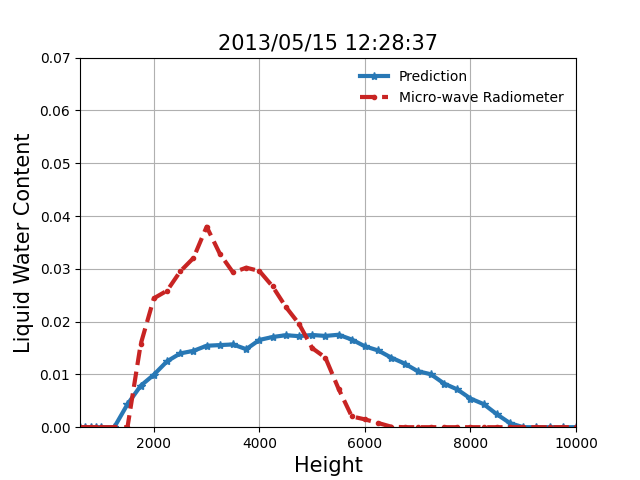 2013/05/15 12:28:37
0.07
0.06
0.05
0.04
0.03
0.02
0.01
0.00
Liquid Water Content
Prediction
Micro-wave Radiometer
2000 4000 6000 8000 10000
Height